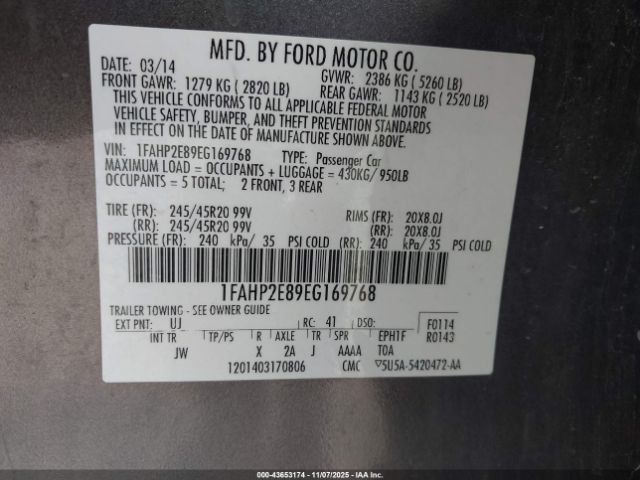 MFD. BY FORD MOTOR CO.
DATE: 03/14 GVWR: 2386 KG ( 5260 LB)
FRONT GAWR: 1279 KG ( 2820 LB) REAR GAWR: 1143 KG ( 2520 LB)
THIS VEHICLE CONFORMS TO ALL APPLICABLE FEDERAL MOTOR
VEHICLE SAFETY, BUMPER, AND THEFT PREVENTION STANDARDS
IN EFFECT ON THE DATE OF MANUFACTURE SHOWN ABOVE.
VIN: 1FAHP2E89EG169768 TYPE: Passenger Car
MAXIMUM LOAD = OCCUPANTS + LUGGAGE = 430KG/ 950LB
OCCUPANTS = 5 TOTAL; 2 FRONT, 3 REAR
TIRE (FR): 245/45R20 99V RIMS (FR): 20X8.0J
(RR): 245/45R20 99V (RR): 20X8.0J
PRESSURE (FR): 240 kPa/ 35 PSI COLD (RR): 240 kPa/ 35 PSI COLD
1FAHP2E89EG169768
TRAILER TOWING - SEE OWNER GUIDE
EXT PNT: UJ RC: 41 DSO: F0114
INT TR TP/PS R AXLE TR SPR EPH1F R0143
JW X 2A J AAAA TOA
1201403170806 CMC ▽5U5A-5420472-AA
000-43653174 | 11/07/2025 - IAA, Inc.